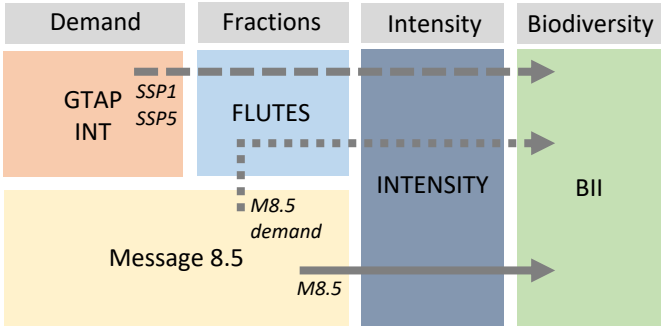 Demand
Fractions
Intensity
Biodiversity
GTAP
INT
SSP1
SSP5
FLUTES
INTENSITY
BII
M8.5
demand
Message 8.5
M8.5